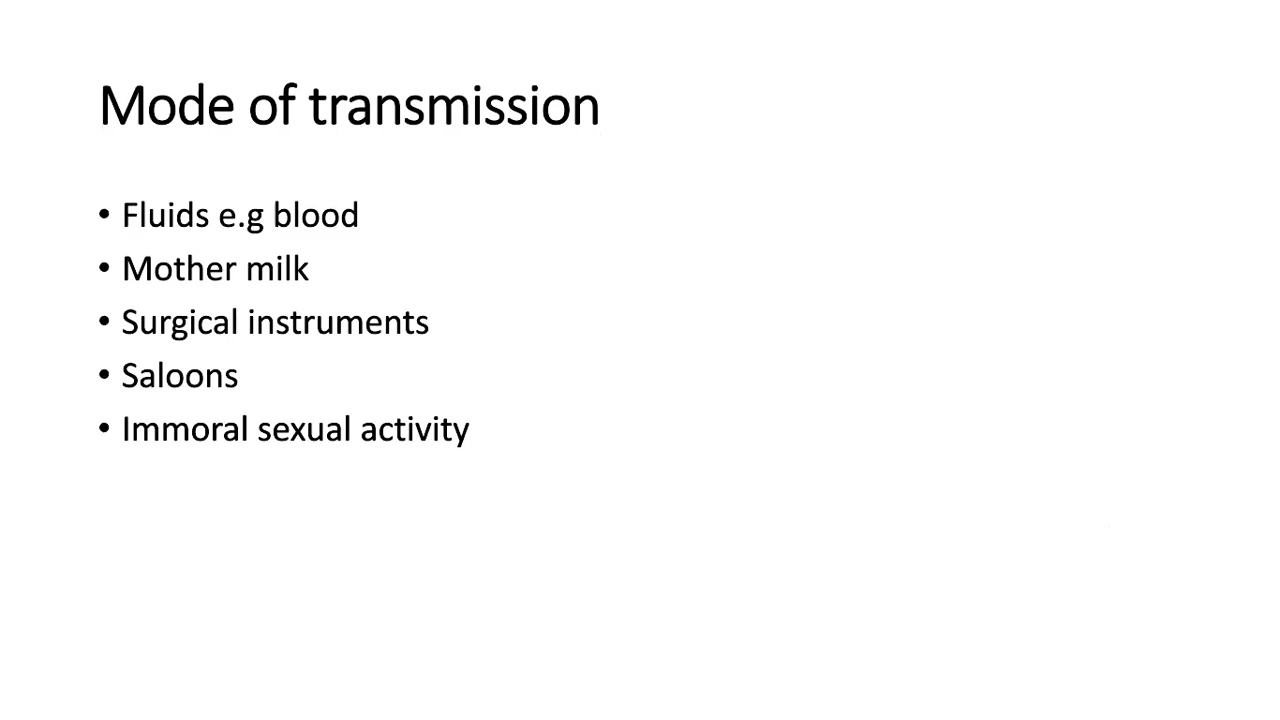 Mode of transmission
• Fluids e.g blood
• Mother milk
• Surgical instruments
• Saloons
• Immoral sexual activity